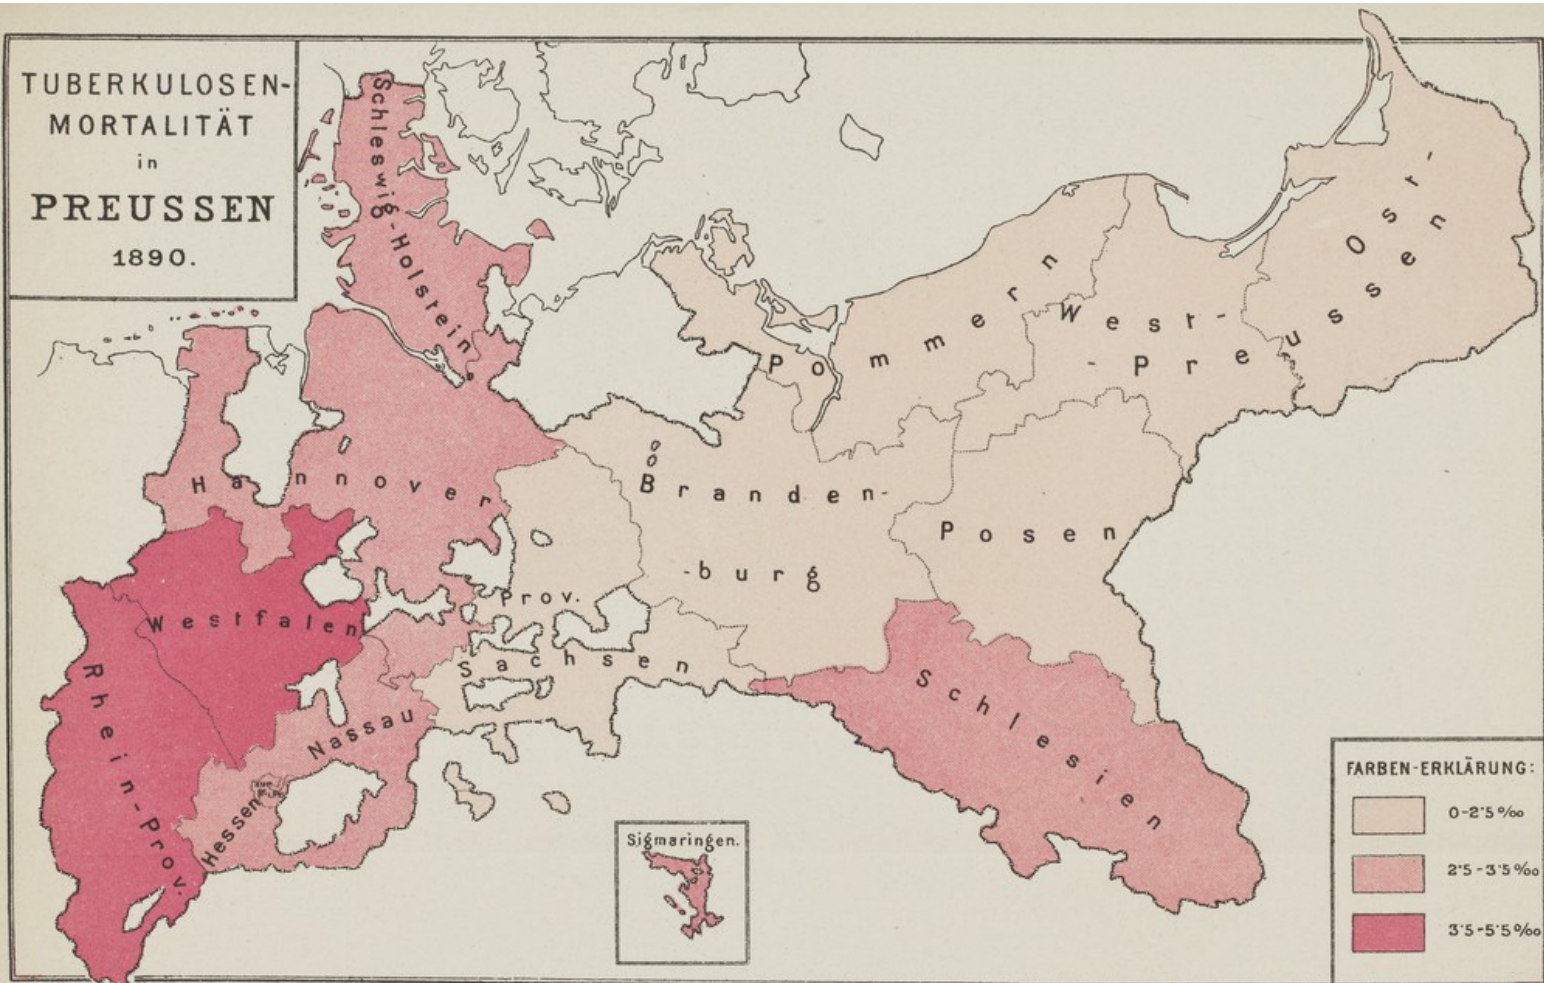 TUBERKULOSEN-
MORTALITÄT
in
PREUSSEN
1890.
Schleswig-Holstein
Ost-
Preussen
Pommern
West-
-Preu
Hannover
Branden-
-burg
Posen
Prov.
Sachsen
Westfalen
Rhein-Prov.
Hessen
Nassau
Schlesien
Sigmaringen.
FARBEN-ERKLÄRUNG:
0-2·5‰
2·5-3·5‰
3·5-5·5‰